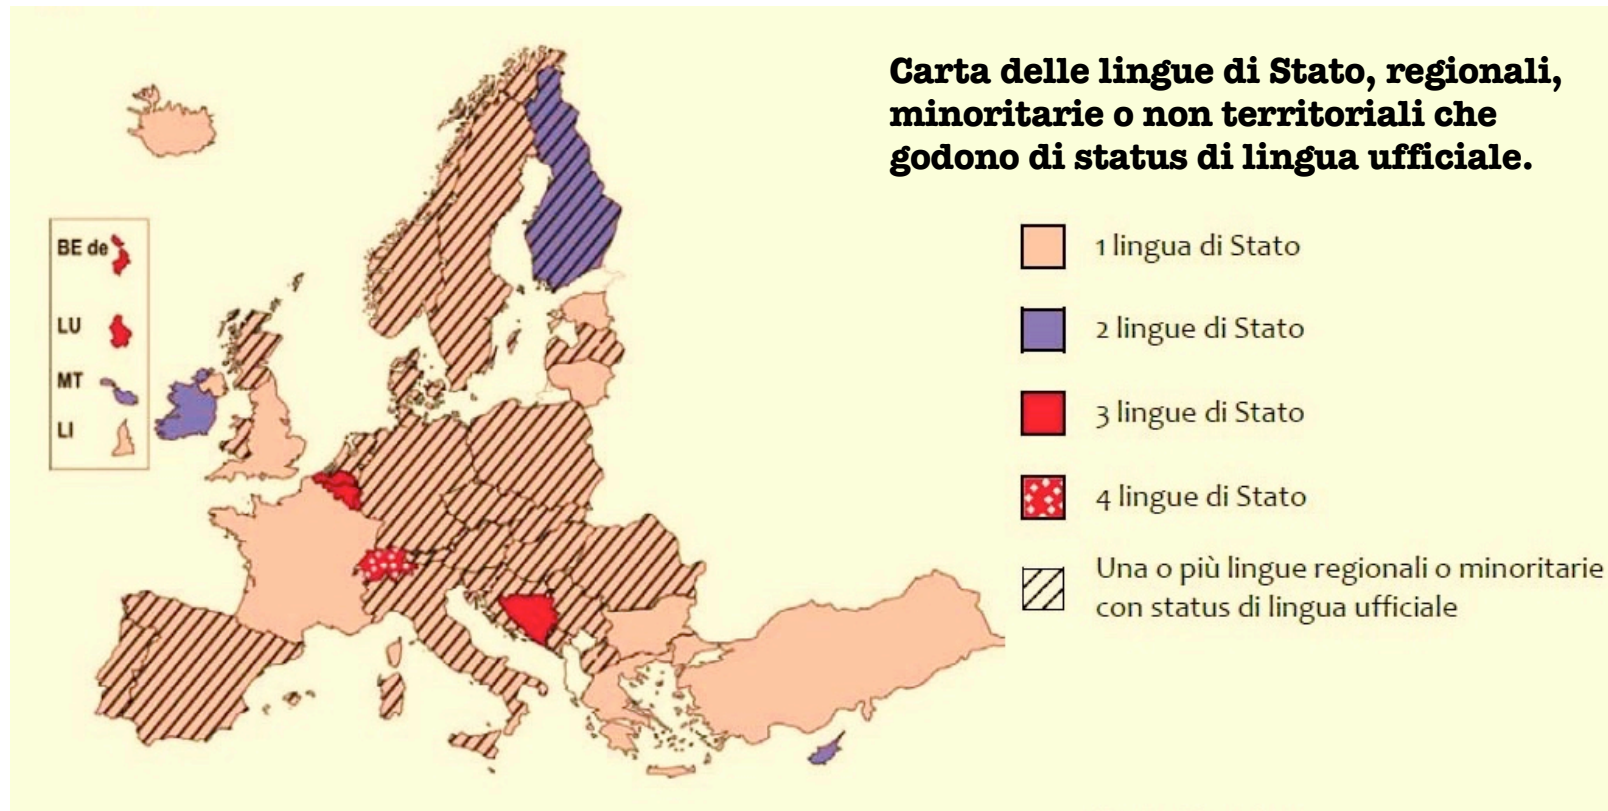 Carta delle lingue di Stato, regionali,
minoritarie o non territoriali che
godono di status di lingua ufficiale.
BE de
LU
MT
LI
1 lingua di Stato
2 lingue di Stato
3 lingue di Stato
4 lingue di Stato
Una o più lingue regionali o minoritarie
con status di lingua ufficiale